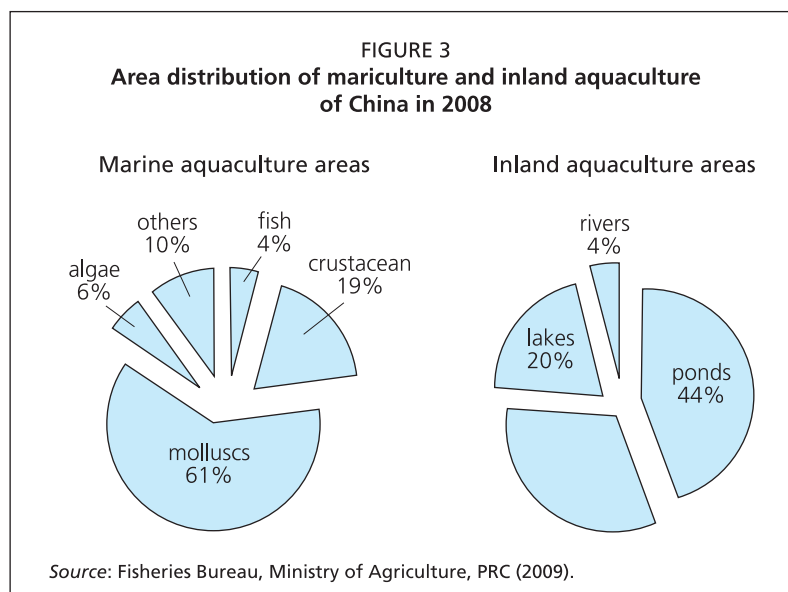 FIGURE 3
Area distribution of mariculture and inland aquaculture
of China in 2008
Marine aquaculture areas
others
10%
fish
4%
algae
6%
crustacean
19%
molluscs
61%
Inland aquaculture areas
rivers
4%
lakes
20%
ponds
44%
Source: Fisheries Bureau, Ministry of Agriculture, PRC (2009).